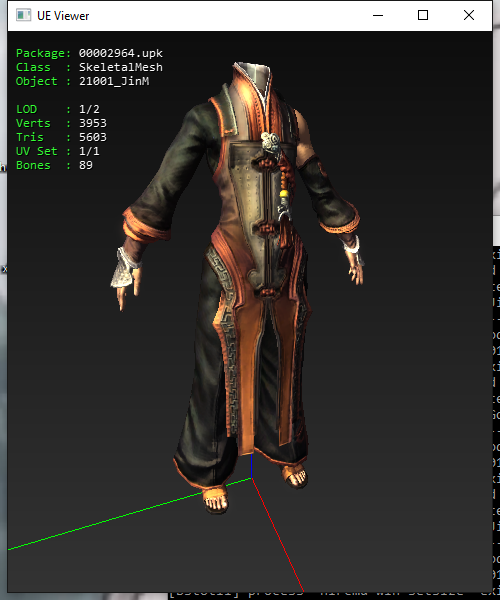 UE Viewer
Package: 00002964.upk
Class  : SkeletalMesh
Object : 21001_JinM
LOD    : 1/2
Verts  : 3953
Tris   : 5603
UV Set : 1/1
Bones  : 89